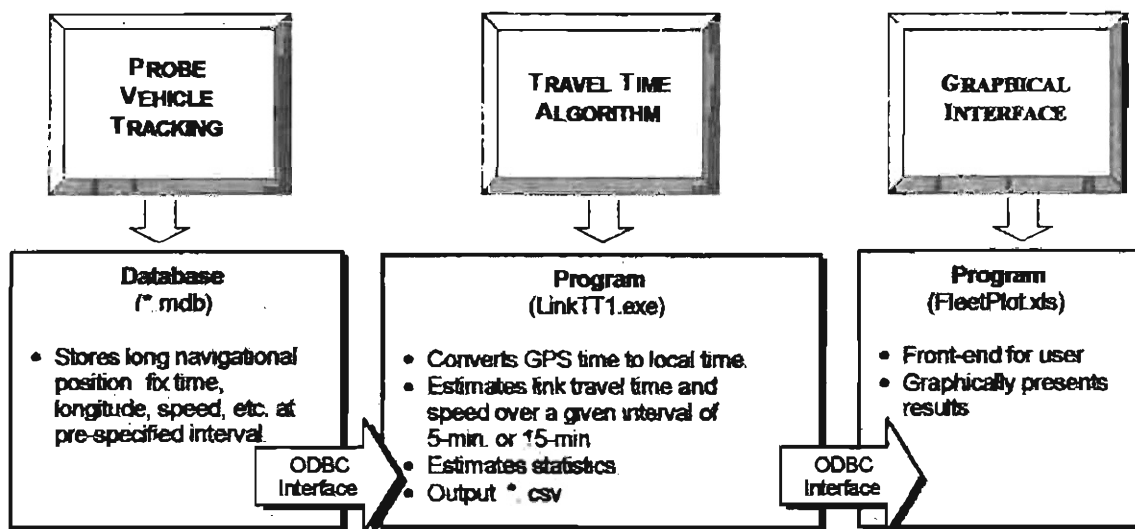 PROBE
VEHICLE
TRACKING
TRAVEL TIME
ALGORITHM
GRAPHICAL
INTERFACE
Database
(*.mdb)
• Stores long navigational
position fix time,
longitude, speed, etc. at
pre-specified interval.
ODBC
Interface
Program
(LinkTT1.exe)
• Converts GPS time to local time.
• Estimates link travel time and
speed over a given interval of
5-min. or 15-min
• Estimates statistics
• Output *. csv
ODBC
Interface
Program
(FleetPlot.xls)
• Front-end for user
• Graphically presents
results